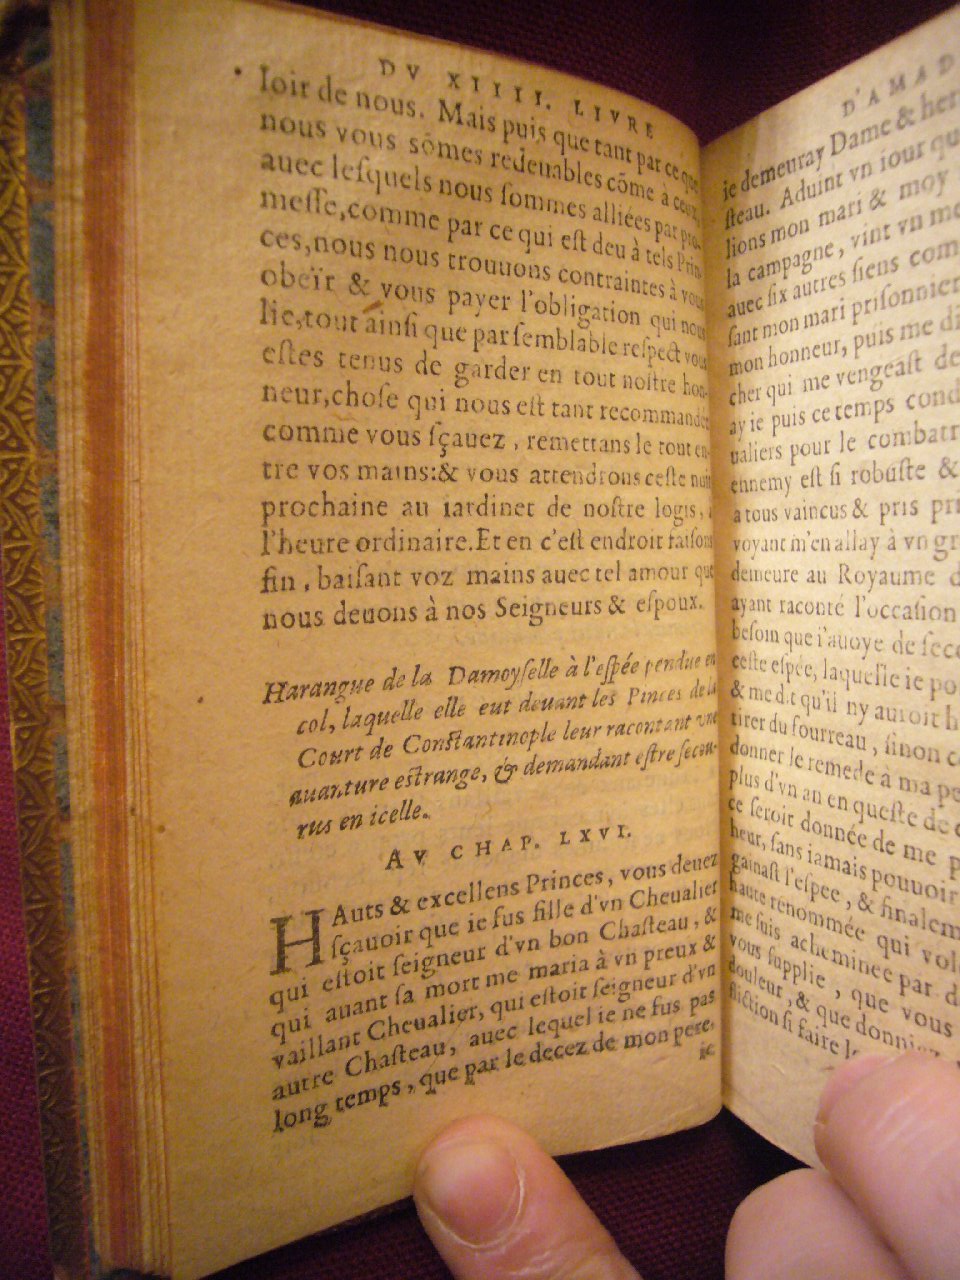 DV XIIII. LIVRE
loir de nous. Mais puis que tant par ce que
nous vous sõmes redeuables cõme à ceux,
auec leſquels nous ſommes alliées par pro-
meſſe, comme par ce qui eſt deu à tels Prin-
ces, nous nous trouuons contraintes à vous
obeïr & vous payer l'obligation qui nous
lie, tout ainſi que par ſemblable reſpect vous
eſtes tenus de garder en tout noſtre hon-
neur, choſe qui nous eſt tant recommandee
comme vous ſçauez, remettans le tout en-
tre vos mains: & vous attendrons ceſte nuit
prochaine au iardinet de noſtre logis,
l'heure ordinaire. Et en c'eſt endroit faiſons
fin, baiſant voz mains auec tel amour que
nous deuons à nos Seigneurs & eſpoux.
Harangue de la Damoyſelle à l'eſpée pendue en
col, laquelle elle eut deuant les Pinces de la
Court de Conſtantinople leur racontant vne
auanture eſtrange, & demandant eſtre ſecou-
rus en icelle.
AV CHAP. LXVI.
HAuts & excellens Princes, vous deuez
ſçauoir que ie fus fille d'vn Cheualier
qui eſtoit ſeigneur d'vn bon Chaſteau, &
qui auant ſa mort me maria à vn preux &
vaillant Cheualier, qui eſtoit ſeigneur d'vn
autre Chaſteau, auec lequel ie ne fus pas
long temps, que par le decez de mon pere,
ie
D'AMAD
ie demeuray Dame & heri
ſteau. Aduint vn iour qu
lions mon mari & moy
la campagne, vint vn me
auec ſix autres ſiens com
ſant mon mari priſonnier
mon honneur, puis me di
cher qui me vengeaſt de
ay ie puis ce temps cond
ualiers pour le combatr
ennemy eſt ſi robuſte &
a tous vaincus & pris pri
voyant m'en allay à vn gr
demeure au Royaume d
ayant raconté l'occaſion
beſoin que i'auoye de ſeco
ceſte eſpée, laquelle ie po
& me d.t qu'il ny auroit h
tirer du fourreau, ſinon c
donner le remede à ma pe
plus d'vn an en queſte de c
ce ſeroit donnée de me p
heur, ſans iamais pouuoir
gainaſt l'eſpee, & finalem
haute renommée qui vol
me ſuis acheminee par d
vous ſupplie, que vous
douleur, & que donniez
fliction ſi faire